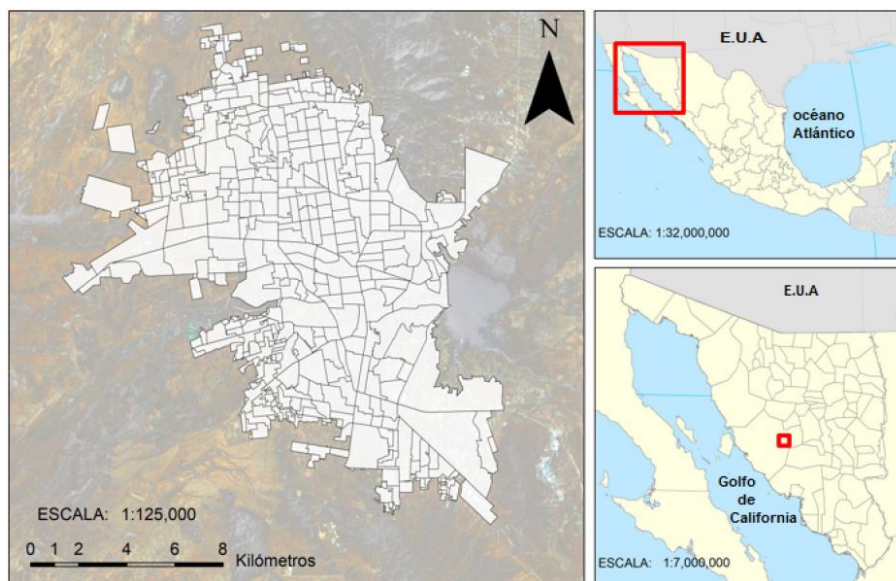 N
ESCALA: 1:125,000
0 1 2 4 6 8
Kilómetros
E.U.A.
océano
Atlántico
ESCALA: 1:32,000,000
E.U.A
Golfo
de
California
ESCALA: 1:7,000,000